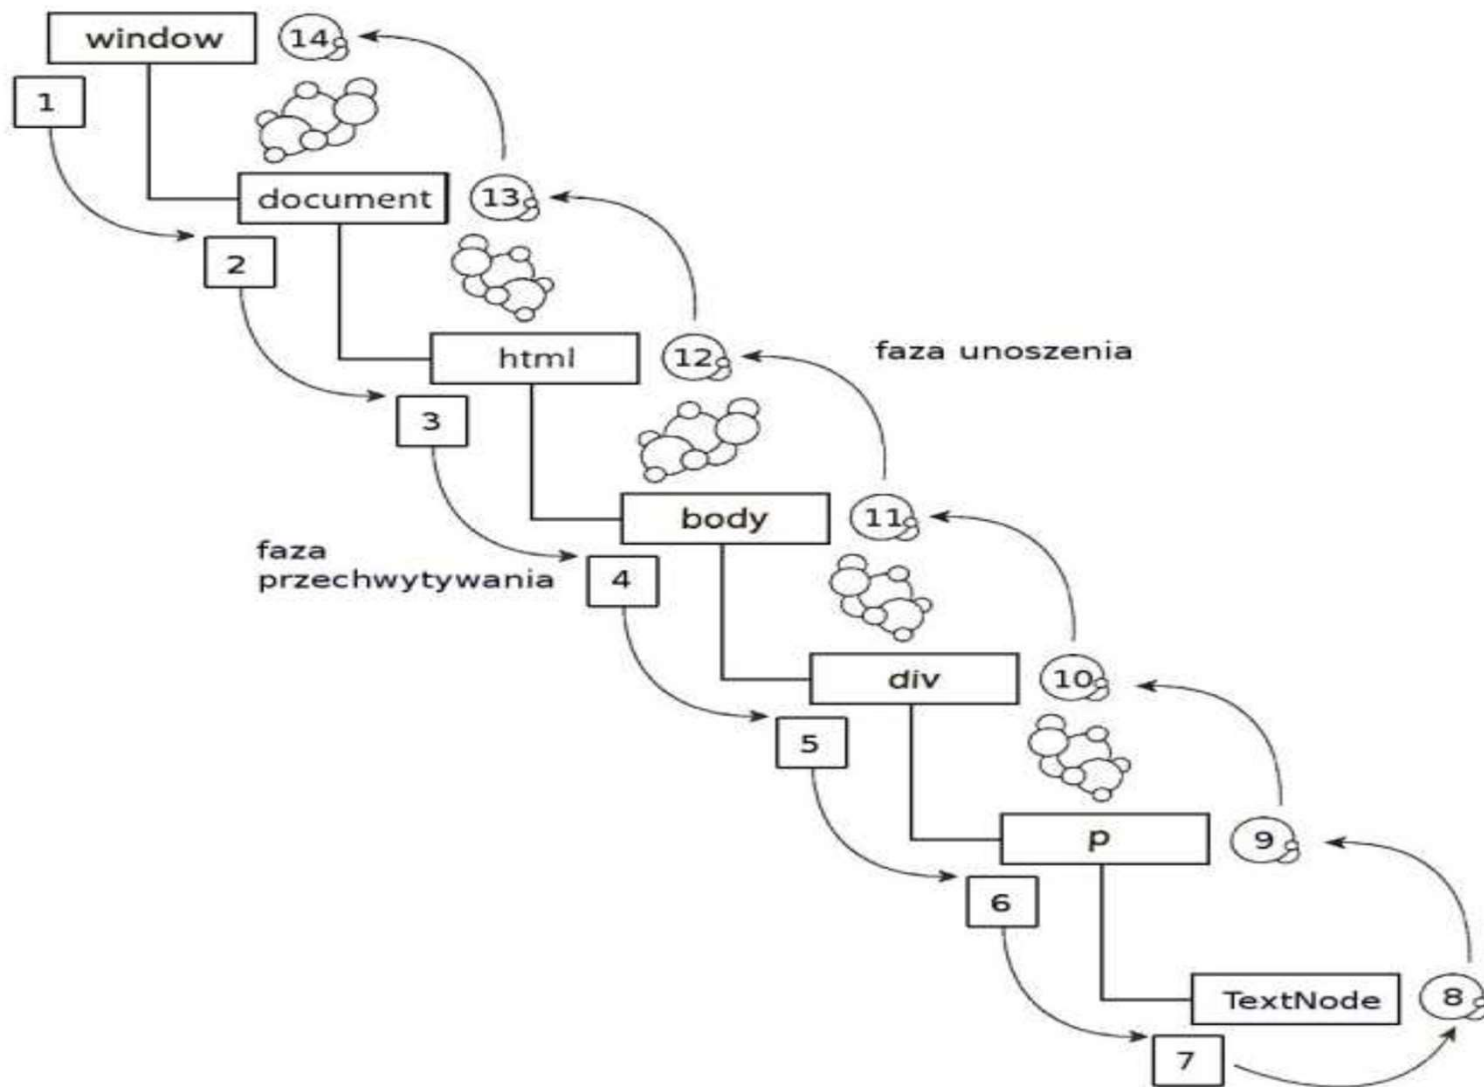 window
14
1
document
13
2
html
12
faza unoszenia
3
body
11
faza
przechwytywania
4
div
10
5
p
9
6
TextNode
8
7